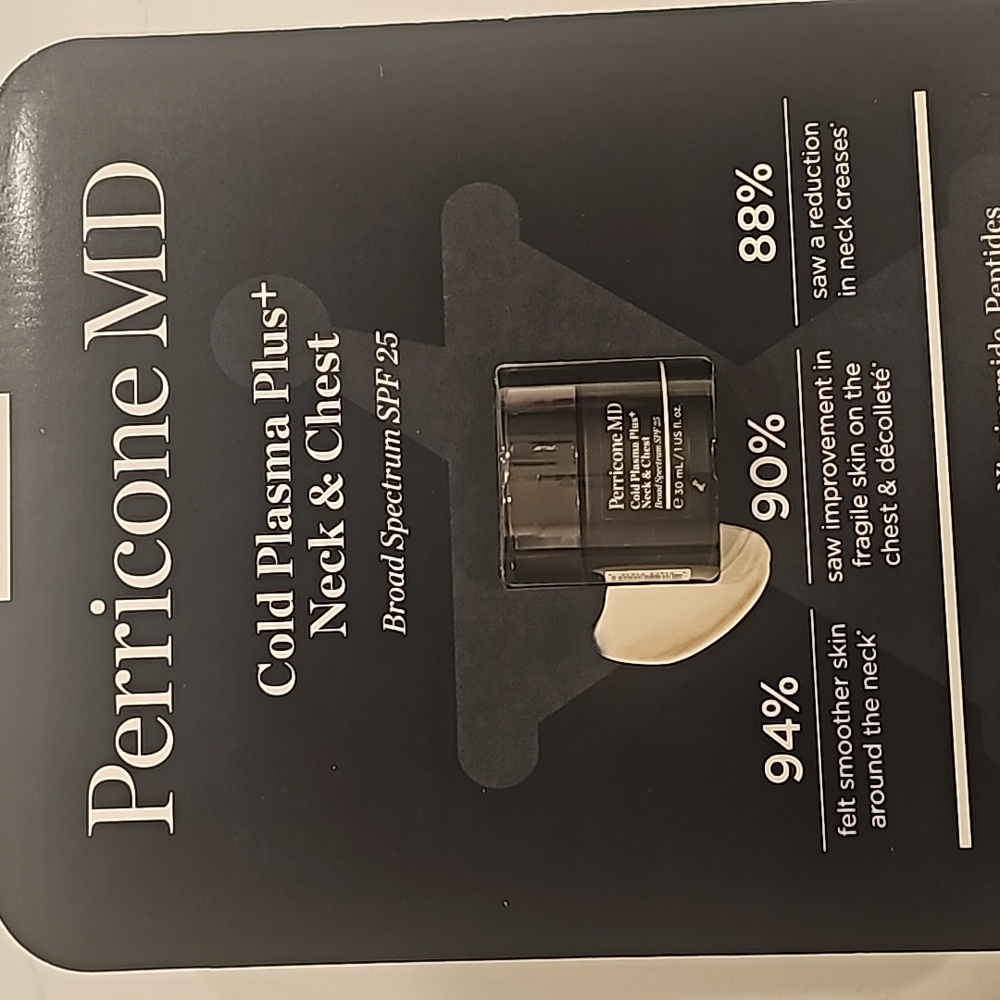 Perricone MD
Cold Plasma Plus+
Neck & Chest
Broad Spectrum SPF 25
Perricone MD
Cold Plasma Plus+
Neck & Chest
Broad Spectrum SPF 25
℮ 30 mL / 1 US fl. oz.
94%
felt smoother skin
around the neck*
90%
saw improvement in
fragile skin on the
chest & décolleté*
88%
saw a reduction
in neck creases*
Peptides